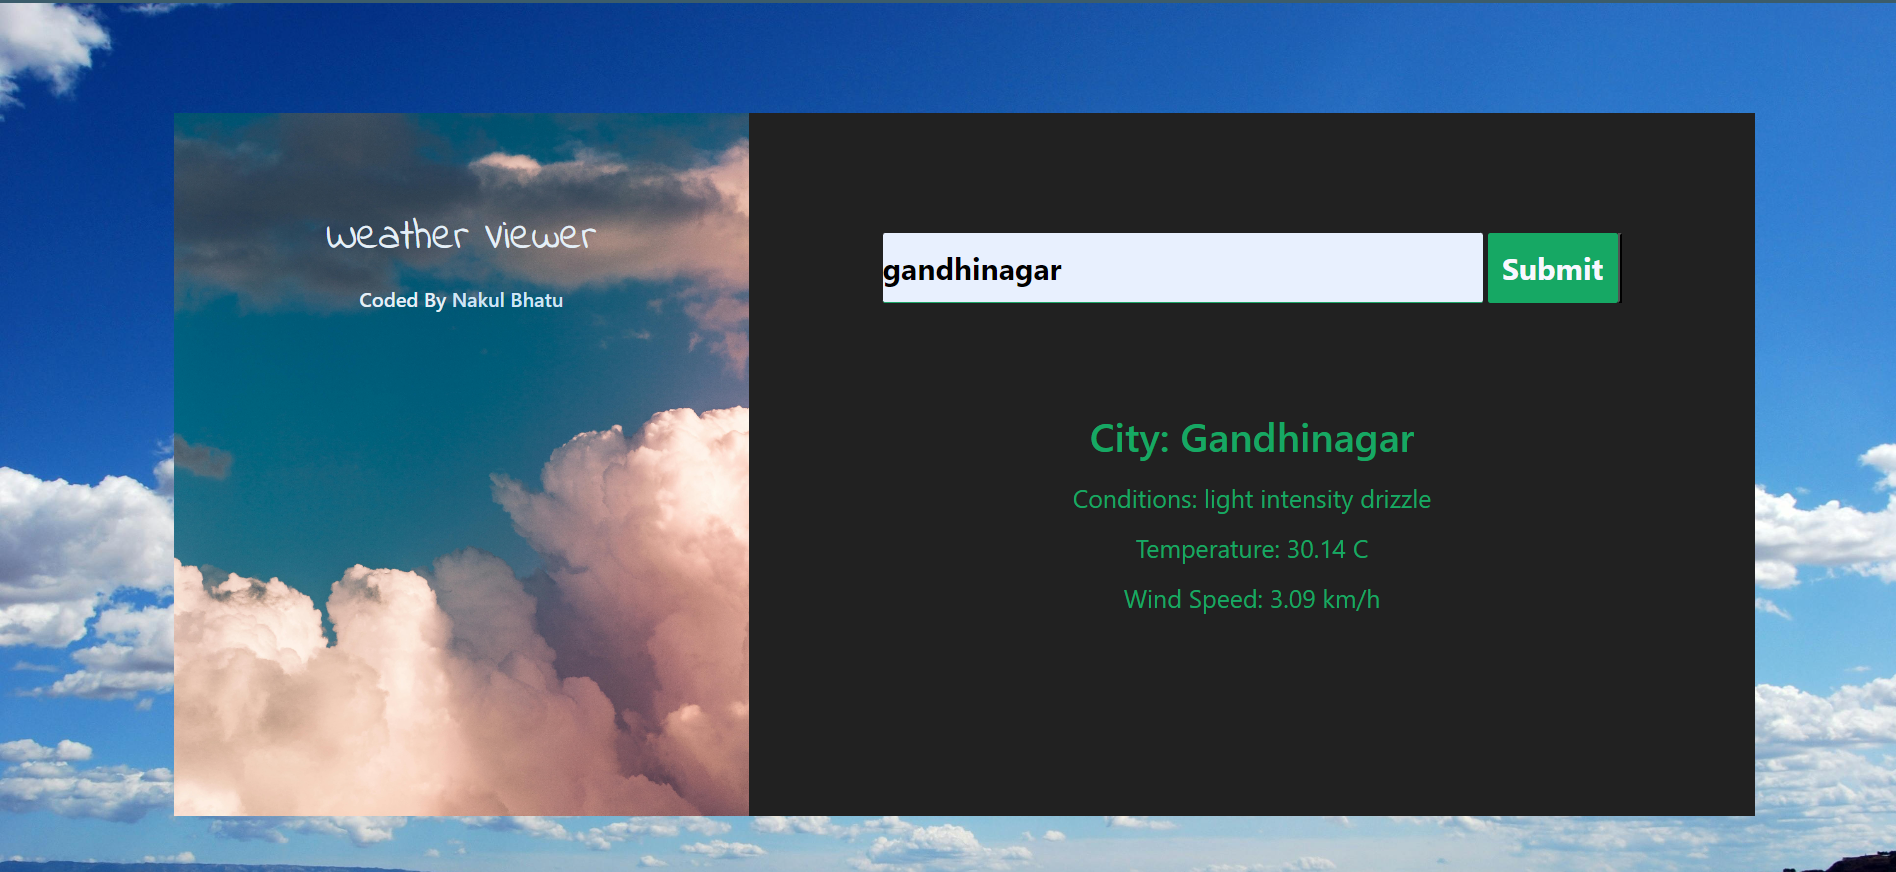 Weather Viewer
Coded By Nakul Bhatu
gandhinagar
Submit
City: Gandhinagar
Conditions: light intensity drizzle
Temperature: 30.14 C
Wind Speed: 3.09 km/h